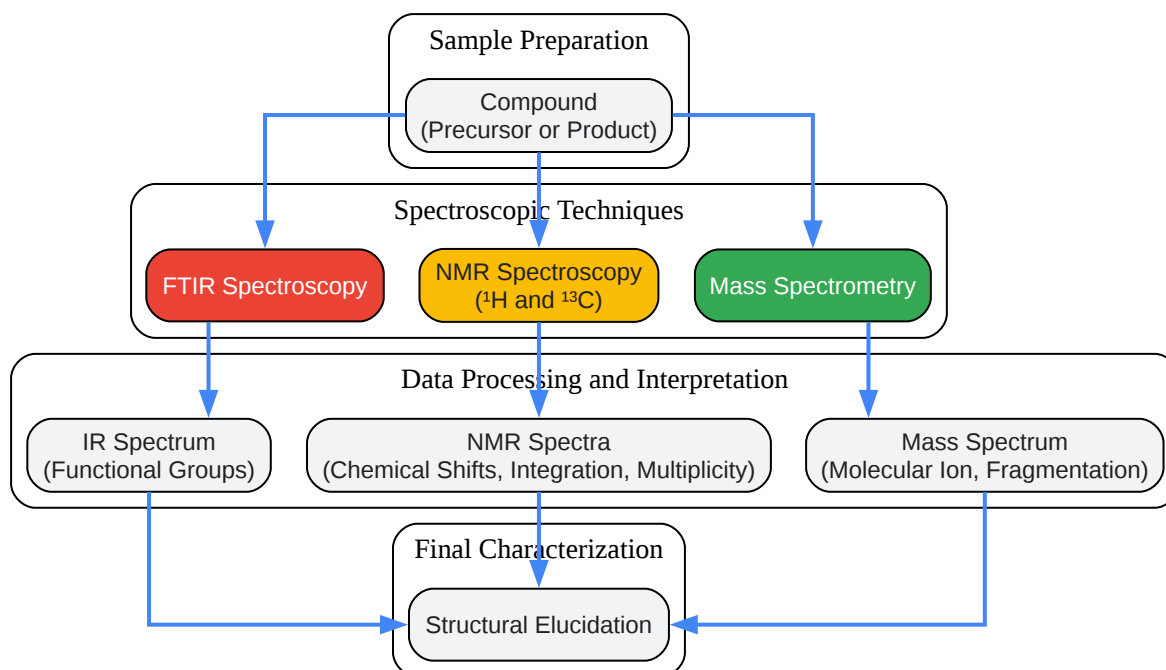 Sample Preparation
Compound
(Precursor or Product)
Spectroscopic Techniques
FTIR Spectroscopy
NMR Spectroscopy
(¹H and ¹³C)
Mass Spectrometry
Data Processing and Interpretation
IR Spectrum
(Functional Groups)
NMR Spectra
(Chemical Shifts, Integration, Multiplicity)
Mass Spectrum
(Molecular Ion, Fragmentation)
Final Characterization
Structural Elucidation